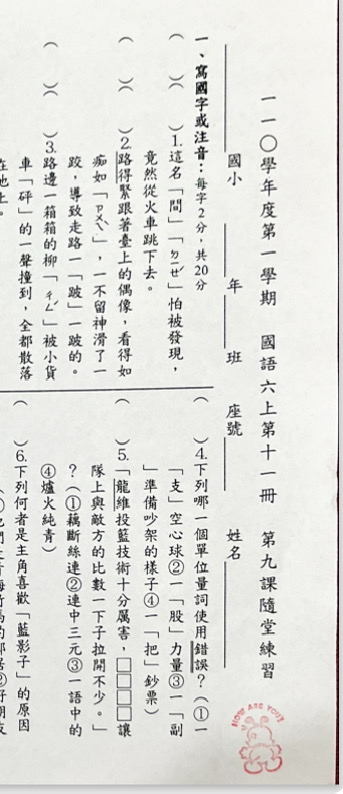 一一○學年度第一學期 國語六上第十一冊 第九課隨堂練習
國小 年 班 座號 姓名
一、寫國字或注音：每字2分，共20分
( )( )1.這名「間」「ㄉㄧㄝˊ」怕被發現，
竟然從火車跳下去。
( )( )2.路得緊跟著臺上的偶像，看得如
痴如「ㄗㄨㄟˋ」，一不留神滑了一
跤，導致走路一「跛」一跛的。
( )( )3.路邊一箱箱的柳「ㄔㄥˊ」被小貨
車「砰」的一聲撞到，全都散落
在地上。
( )4.下列哪一個單位量詞使用錯誤？(①一
「支」空心球②一「股」力量③一「副
」準備吵架的樣子④一「把」鈔票)
( )5.「龍維投籃技術十分厲害，□□□□讓
隊上與敵方的比數一下子拉開不少。」
？(①藕斷絲連②連中三元③一語中的
④爐火純青)
( )6.下列何者是主角喜歡「藍影子」的原因
HOW ARE YOU?